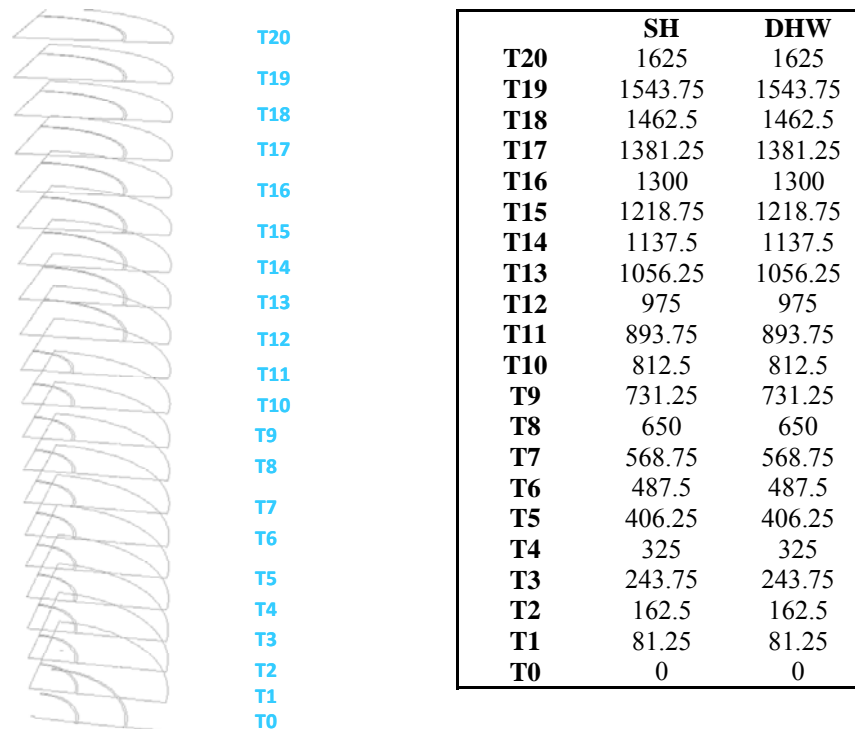 T20
T19
T18
T17
T16
T15
T14
T13
T12
T11
T10
T9
T8
T7
T6
T5
T4
T3
T2
T1
T0
SH DHW
T20 1625 1625
T19 1543.75 1543.75
T18 1462.5 1462.5
T17 1381.25 1381.25
T16 1300 1300
T15 1218.75 1218.75
T14 1137.5 1137.5
T13 1056.25 1056.25
T12 975 975
T11 893.75 893.75
T10 812.5 812.5
T9 731.25 731.25
T8 650 650
T7 568.75 568.75
T6 487.5 487.5
T5 406.25 406.25
T4 325 325
T3 243.75 243.75
T2 162.5 162.5
T1 81.25 81.25
T0 0 0